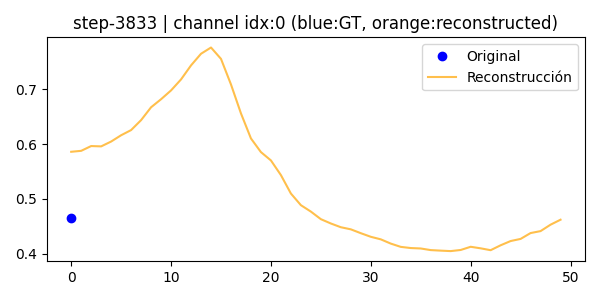 step-3833 | channel idx:0 (blue:GT, orange:reconstructed)
Original
Reconstrucción
0.7
0.6
0.5
0.4
0 10 20 30 40 50